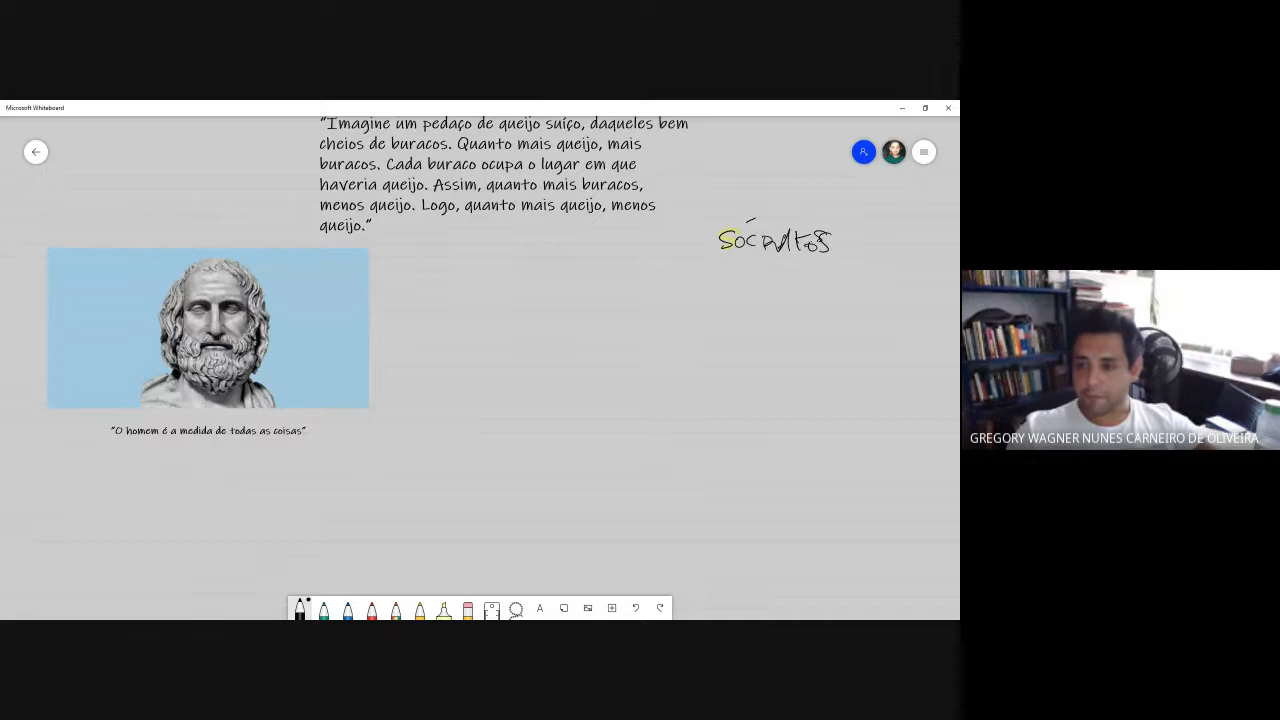 Microsoft Whiteboard
"Imagine um pedaço de queijo suíço, daqueles bem
cheios de buracos. Quanto mais queijo, mais
buracos. Cada buraco ocupa o lugar em que
haveria queijo. Assim, quanto mais buracos,
menos queijo. Logo, quanto mais queijo, menos
queijo."
Sócrates
"O homem é a medida de todas as coisas"
GREGORY WAGNER NUNES CARNEIRO DE OLIVEIRA
A